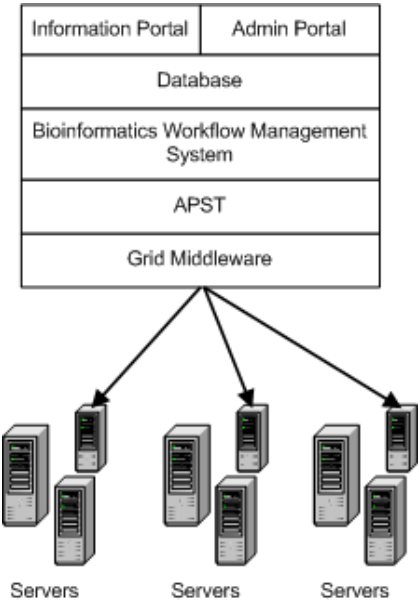 Information Portal
Admin Portal
Database
Bioinformatics Workflow Management
System
APST
Grid Middleware
Servers
Servers
Servers